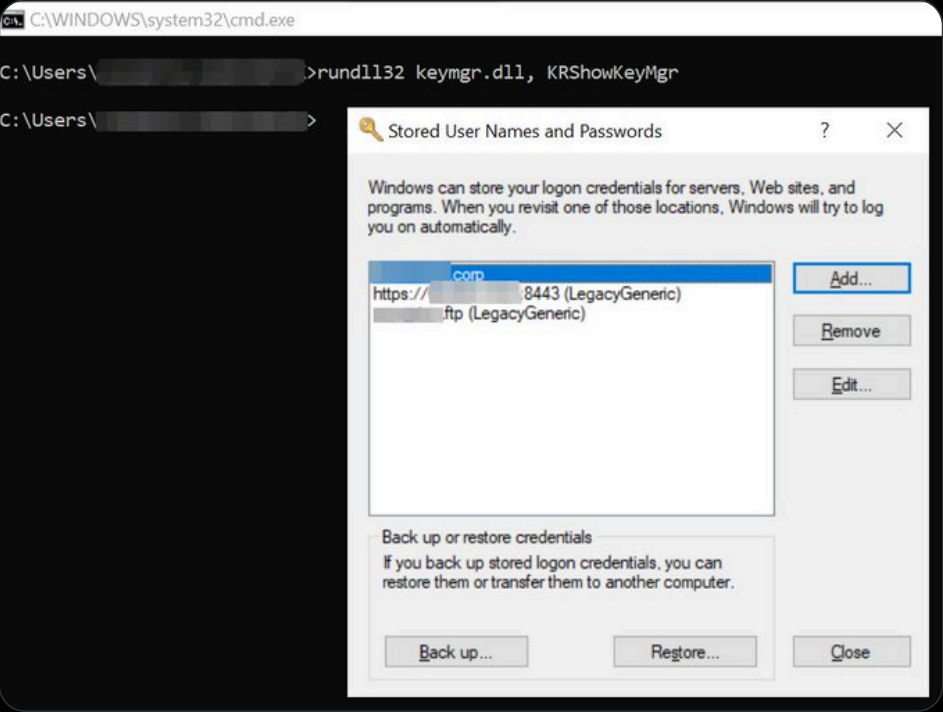 C:\WINDOWS\system32\cmd.exe
C:\Users\ >rundll32 keymgr.dll, KRShowKeyMgr
C:\Users\ >
Stored User Names and Passwords
?
Windows can store your logon credentials for servers, Web sites, and
programs. When you revisit one of those locations, Windows will try to log
you on automatically.
.corp
https:// :8443 (LegacyGeneric)
.ftp (LegacyGeneric)
Add...
Remove
Edit...
Back up or restore credentials
If you back up stored logon credentials, you can
restore them or transfer them to another computer.
Back up...
Restore...
Close